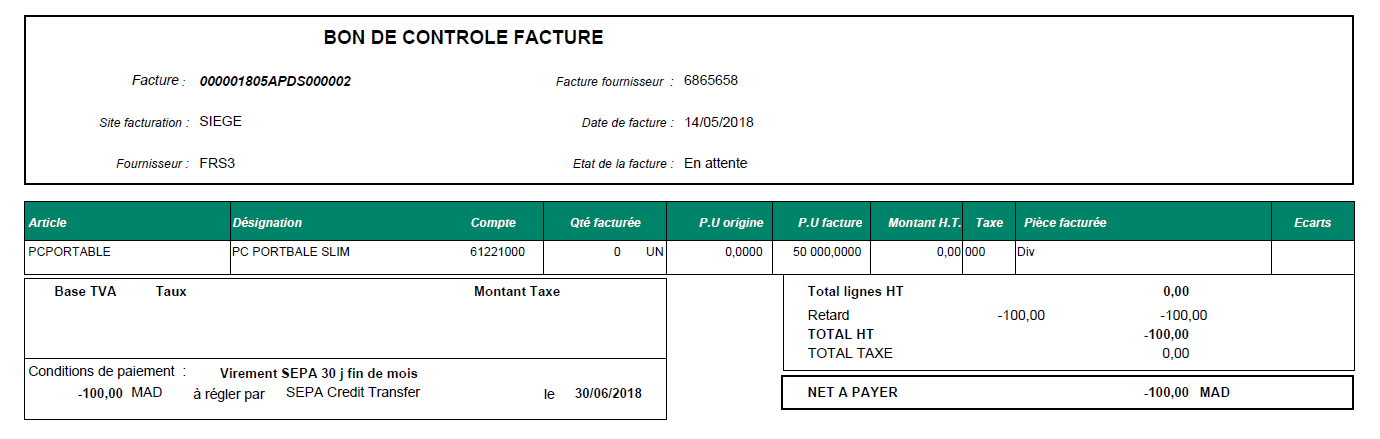 BON DE CONTROLE FACTURE
Facture : 000001805APDS000002 Facture fournisseur : 6865658
Site facturation : SIEGE Date de facture : 14/05/2018
Fournisseur : FRS3 Etat de la facture : En attente
Article Désignation Compte Qté facturée P.U origine P.U facture Montant H.T. Taxe Pièce facturée Ecarts
PCPORTABLE PC PORTBALE SLIM 61221000 0 UN 0,0000 50 000,0000 0,00 000 Div
Base TVA Taux Montant Taxe Total lignes HT 0,00
Retard -100,00 -100,00
TOTAL HT -100,00
TOTAL TAXE 0,00
Conditions de paiement : Virement SEPA 30 j fin de mois
-100,00 MAD à régler par SEPA Credit Transfer le 30/06/2018 NET A PAYER -100,00 MAD